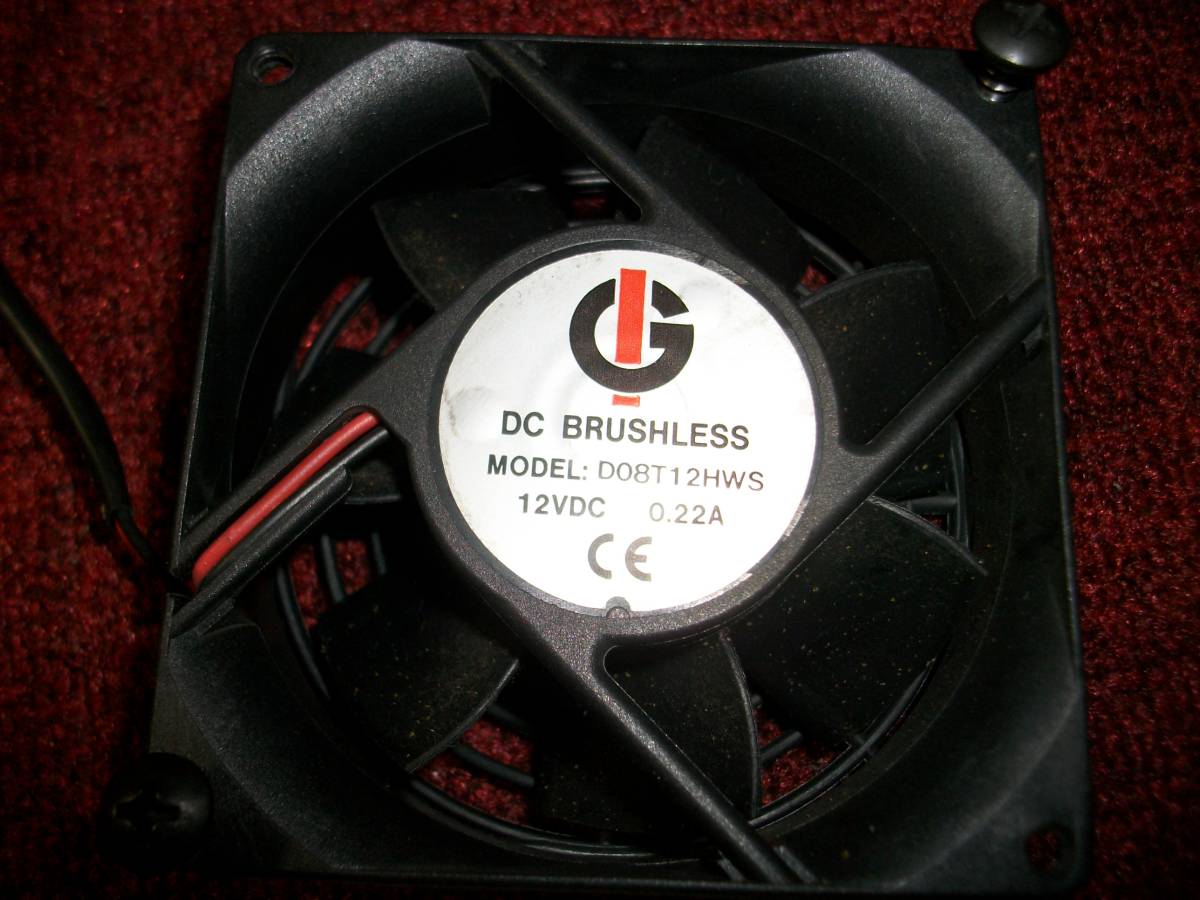 DC BRUSHLESS
MODEL: D08T12HWS
12VDC 0.22A
CE